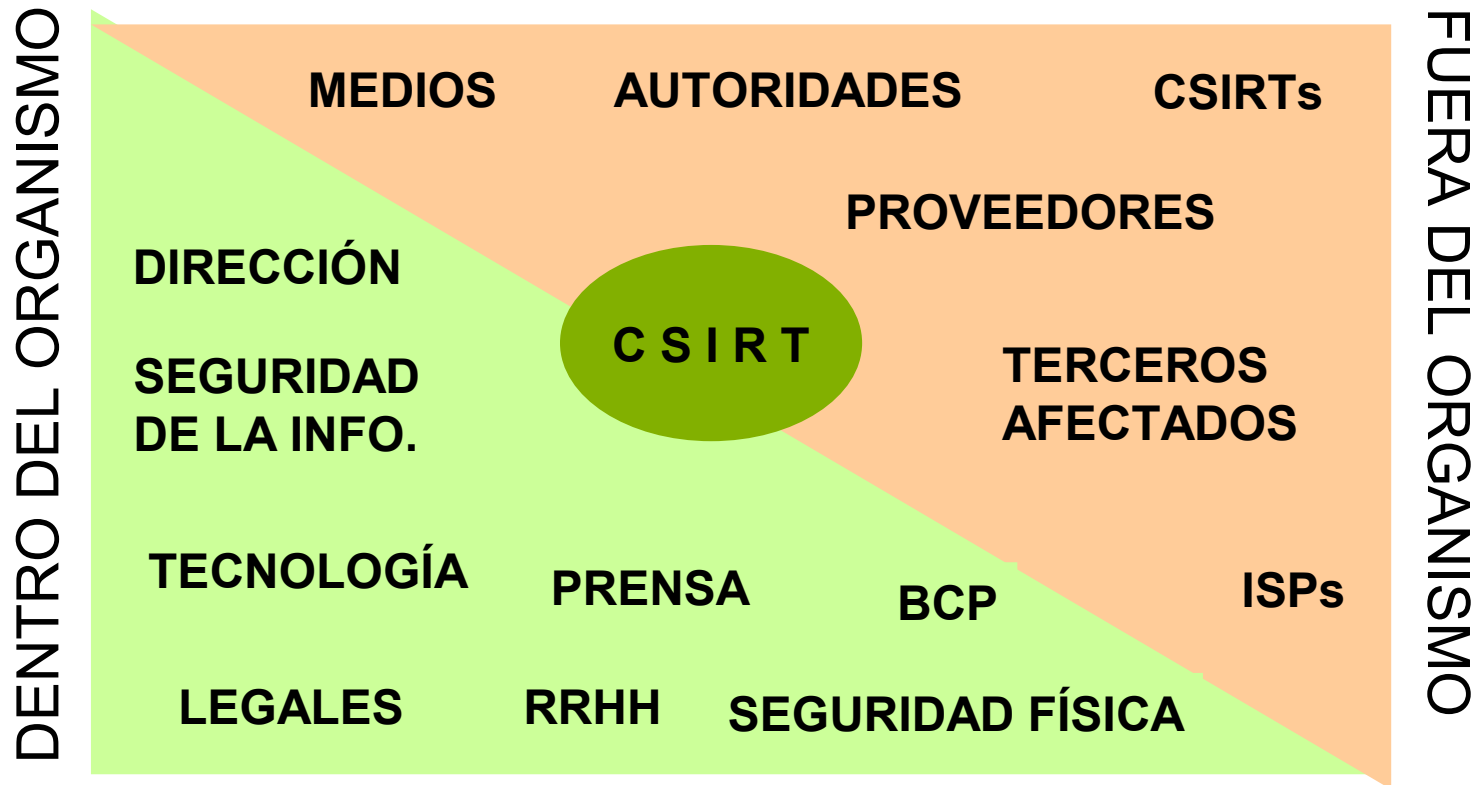 DENTRO DEL ORGANISMO
MEDIOS
AUTORIDADES
CSIRTs
PROVEEDORES
DIRECCIÓN
C S I R T
SEGURIDAD
DE LA INFO.
TERCEROS
AFECTADOS
TECNOLOGÍA
PRENSA
BCP
ISPs
LEGALES
RRHH
SEGURIDAD FÍSICA
FUERA DEL ORGANISMO